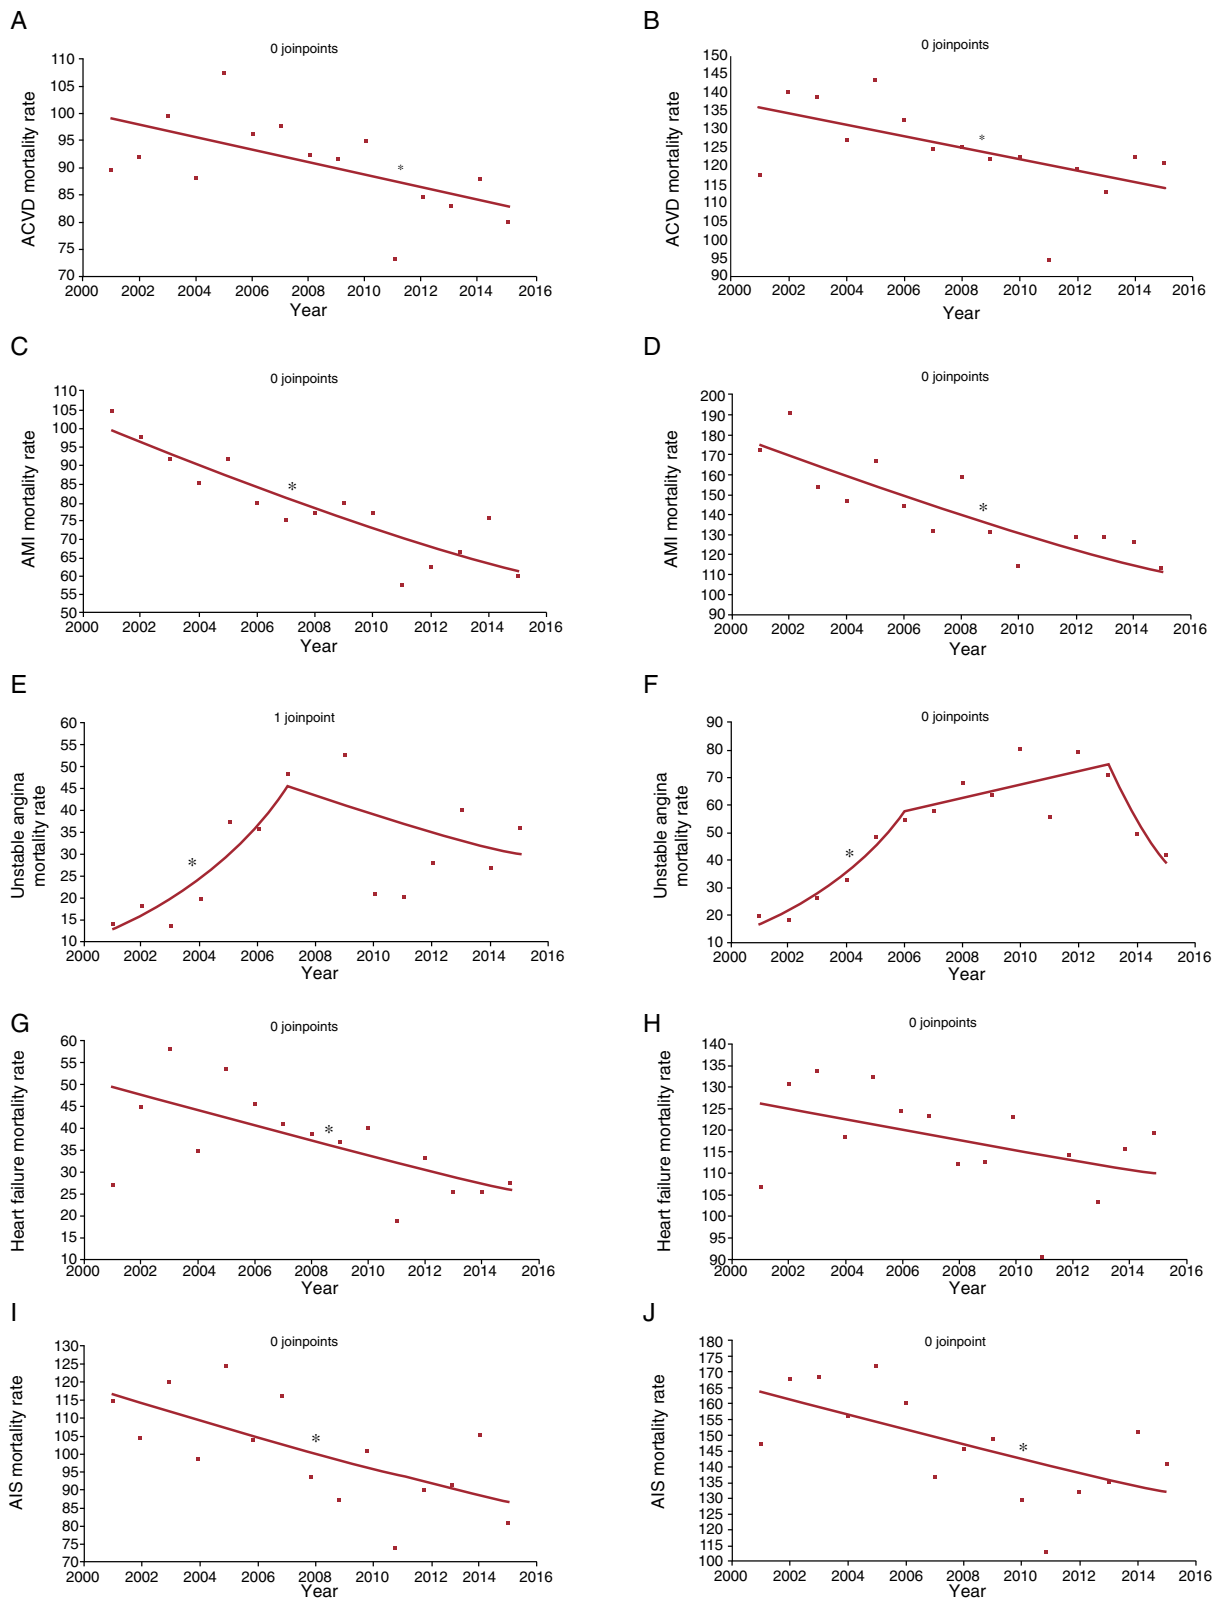 A
0 joinpoints
110
105
100
95
90
85
80
75
70
ACVD mortality rate
*
2000 2002 2004 2006 2008 2010 2012 2014 2016
Year
B
0 joinpoints
150
145
140
135
130
125
120
115
110
105
100
95
90
ACVD mortality rate
*
2000 2002 2004 2006 2008 2010 2012 2014 2016
Year
C
0 joinpoints
110
105
100
95
90
85
80
75
70
65
60
55
50
AMI mortality rate
*
2000 2002 2004 2006 2008 2010 2012 2014 2016
Year
D
0 joinpoints
200
190
180
170
160
150
140
130
120
110
100
90
AMI mortality rate
*
2000 2002 2004 2006 2008 2010 2012 2014 2016
Year
E
1 joinpoint
60
55
50
45
40
35
30
25
20
15
10
Unstable angina
mortality rate
*
2000 2002 2004 2006 2008 2010 2012 2014 2016
Year
F
0 joinpoints
90
80
70
60
50
40
30
20
10
Unstable angina
mortality rate
*
2000 2002 2004 2006 2008 2010 2012 2014 2016
Year
G
0 joinpoints
60
55
50
45
40
35
30
25
20
15
10
Heart failure mortality rate
*
2000 2002 2004 2006 2008 2010 2012 2014 2016
Year
H
0 joinpoints
140
135
130
125
120
115
110
105
100
95
90
Heart failure mortality rate
2000 2002 2004 2006 2008 2010 2012 2014 2016
Year
I
0 joinpoints
130
125
120
115
110
105
100
95
90
85
80
75
70
AIS mortality rate
*
2000 2002 2004 2006 2008 2010 2012 2014 2016
Year
J
0 joinpoint
180
175
170
165
160
155
150
145
140
135
130
125
120
115
100
AIS mortality rate
*
2000 2002 2004 2006 2008 2010 2012 2014 2016
Year